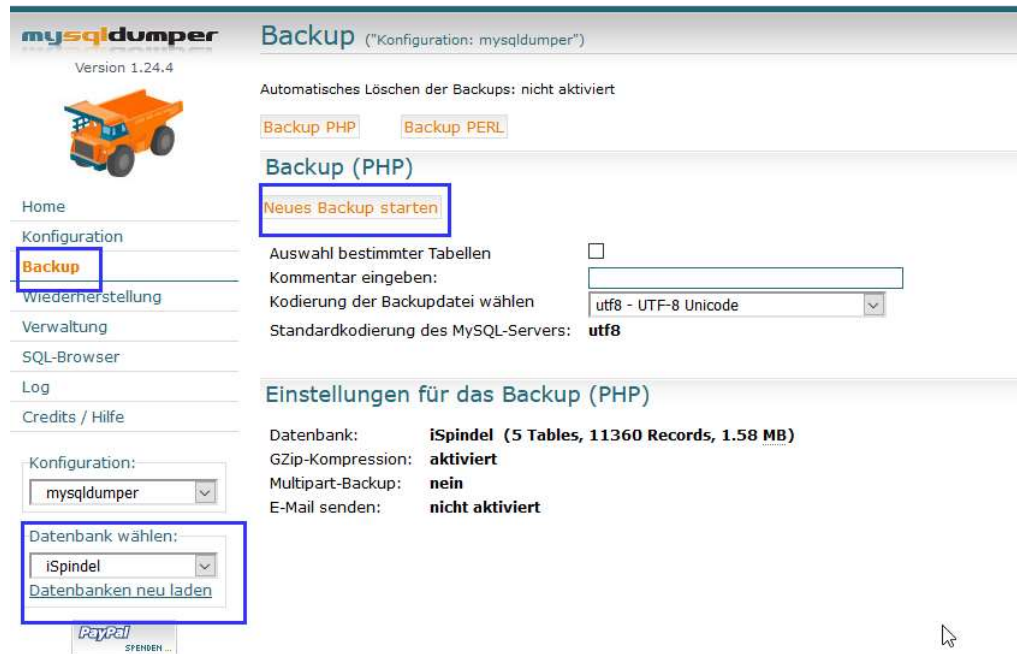 mysqldumper
Version 1.24.4
Home
Konfiguration
Backup
Wiederherstellung
Verwaltung
SQL-Browser
Log
Credits / Hilfe
Konfiguration:
mysqldumper
Datenbank wählen:
iSpindel
Datenbanken neu laden
PayPal
SPENDEN ...
Backup ("Konfiguration: mysqldumper")
Automatisches Löschen der Backups: nicht aktiviert
Backup PHP Backup PERL
Backup (PHP)
Neues Backup starten
Auswahl bestimmter Tabellen
Kommentar eingeben:
Kodierung der Backupdatei wählen utf8 - UTF-8 Unicode
Standardkodierung des MySQL-Servers: utf8
Einstellungen für das Backup (PHP)
Datenbank: iSpindel (5 Tables, 11360 Records, 1.58 MB)
GZip-Kompression: aktiviert
Multipart-Backup: nein
E-Mail senden: nicht aktiviert